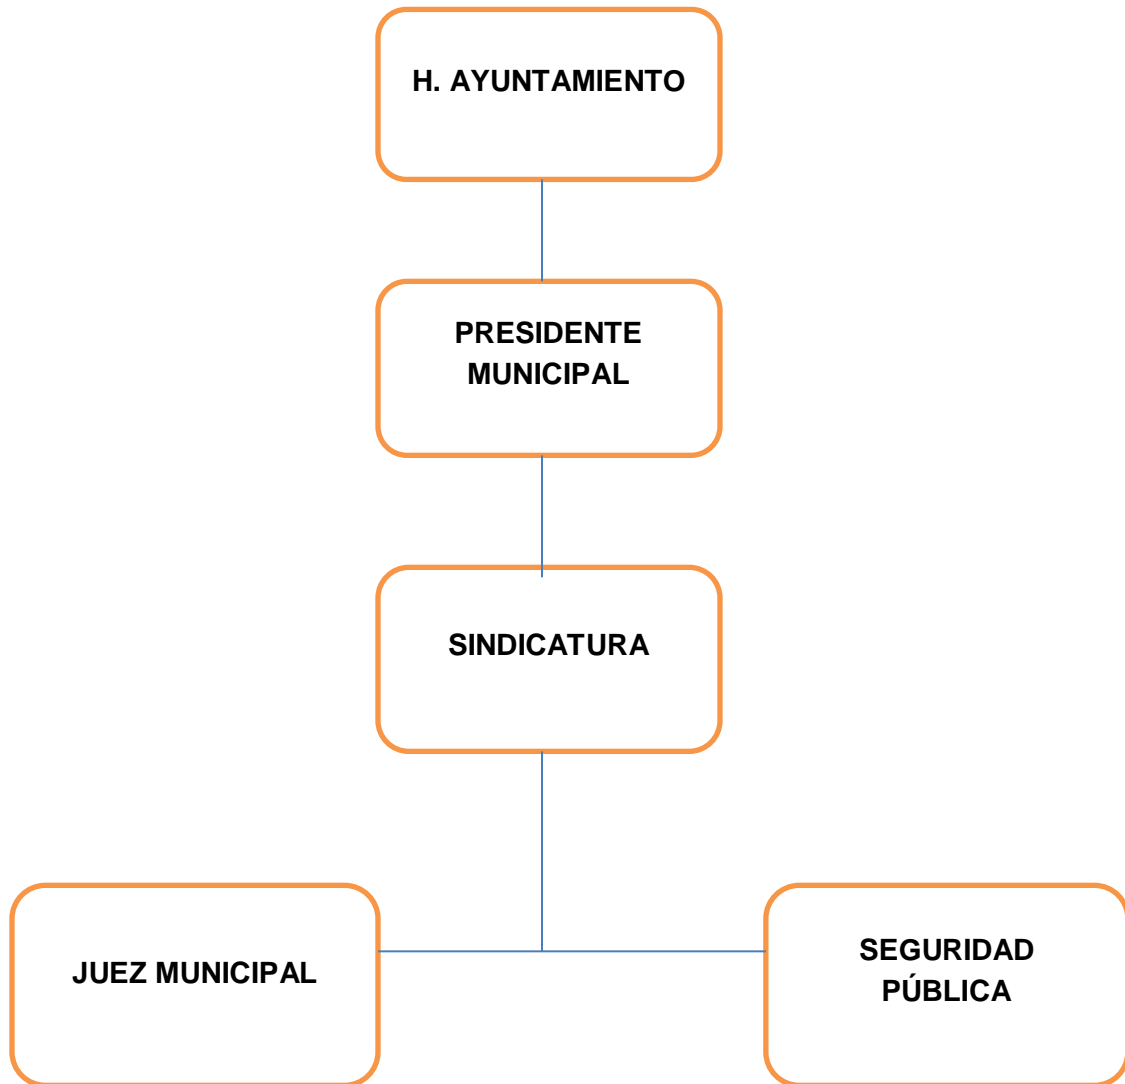 H. AYUNTAMIENTO
PRESIDENTE
MUNICIPAL
SINDICATURA
JUEZ MUNICIPAL
SEGURIDAD
PÚBLICA